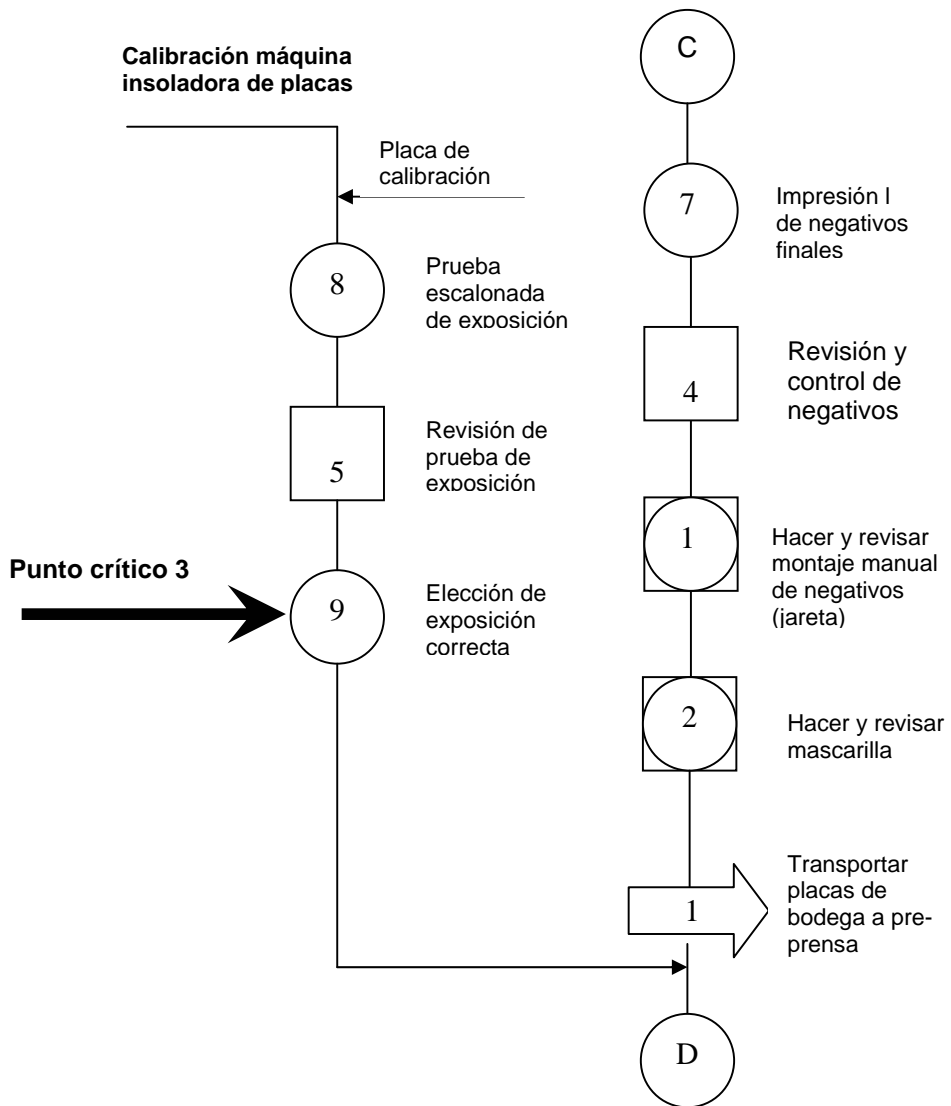 Calibración máquina
insoladora de placas
Placa de
calibración
8
Prueba
escalonada
de exposición
5
Revisión de
prueba de
exposición
Punto crítico 3
9
Elección de
exposición
correcta
C
7
Impresión l
de negativos
finales
4
Revisión y
control de
negativos
1
Hacer y revisar
montaje manual
de negativos
(jareta)
2
Hacer y revisar
mascarilla
1
Transportar
placas de
bodega a pre-
prensa
D